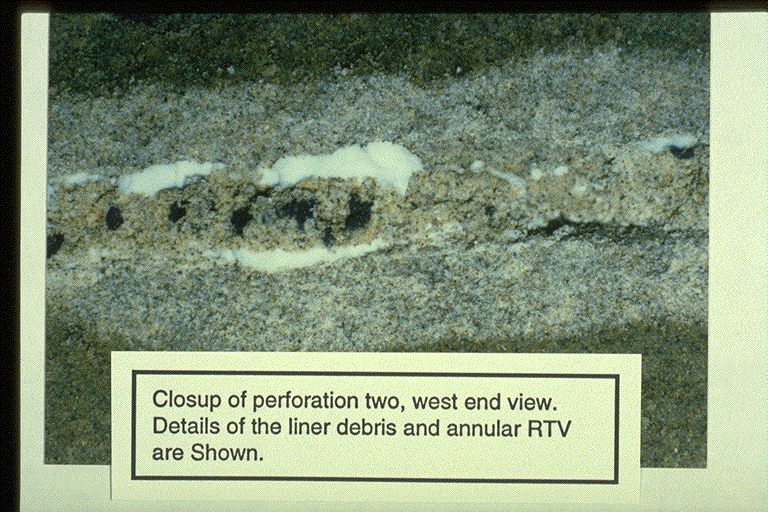 Closup of perforation two, west end view.
Details of the liner debris and annular RTV
are Shown.